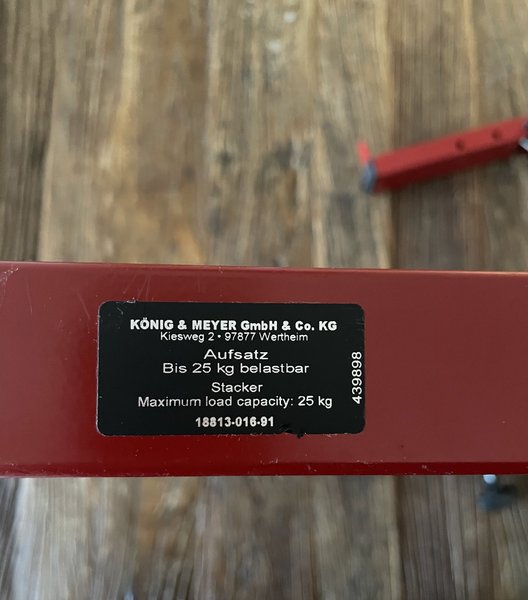 KÖNIG & MEYER GmbH & Co. KG
Kiesweg 2 • 97877 Wertheim
Aufsatz
Bis 25 kg belastbar
Stacker
Maximum load capacity: 25 kg
18813-016-91
439898